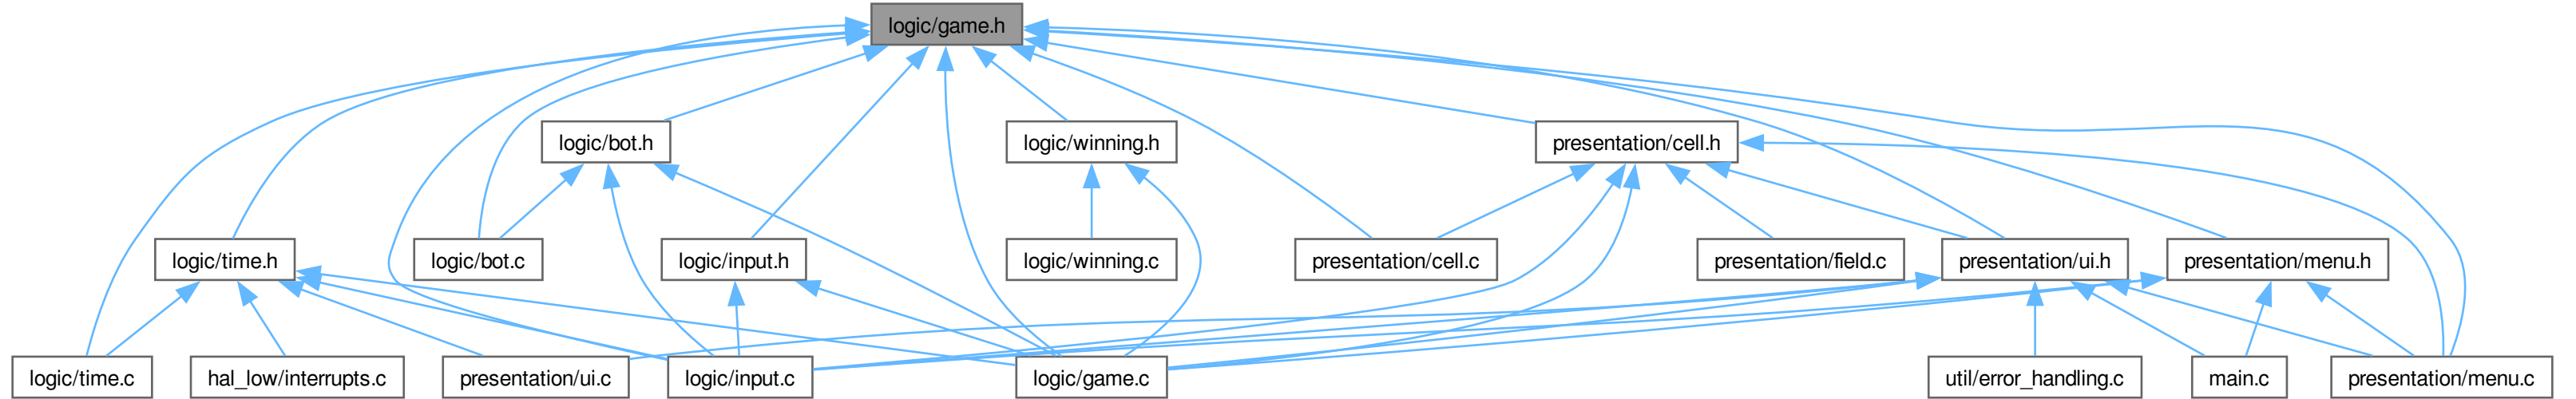 logic/game.h
logic/bot.h
logic/winning.h
presentation/cell.h
logic/time.h
logic/bot.c
logic/input.h
logic/winning.c
presentation/cell.c
presentation/field.c
presentation/ui.h
presentation/menu.h
logic/time.c
hal_low/interrupts.c
presentation/ui.c
logic/input.c
logic/game.c
util/error_handling.c
main.c
presentation/menu.c